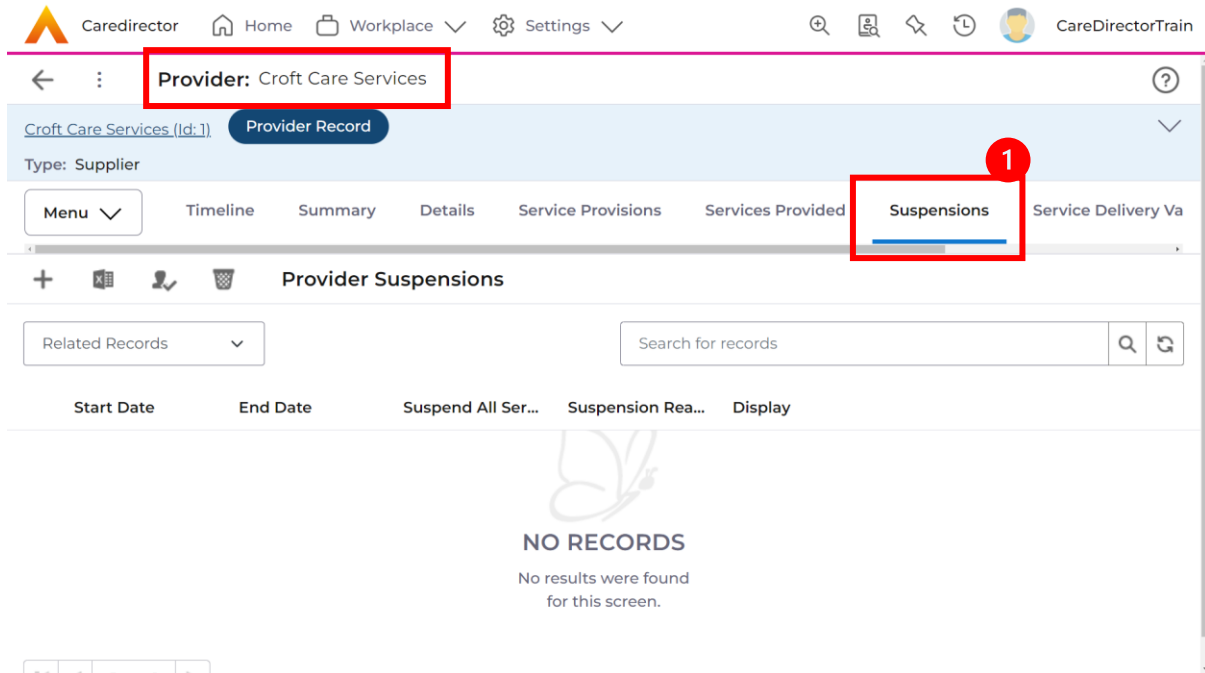 Caredirector Home Workplace Settings CareDirectorTrain
Provider: Croft Care Services
Croft Care Services (Id: 1) Provider Record
Type: Supplier
1
Menu Timeline Summary Details Service Provisions Services Provided Suspensions Service Delivery Va
Provider Suspensions
Related Records Search for records
Start Date End Date Suspend All Ser... Suspension Rea... Display
NO RECORDS
No results were found
for this screen.